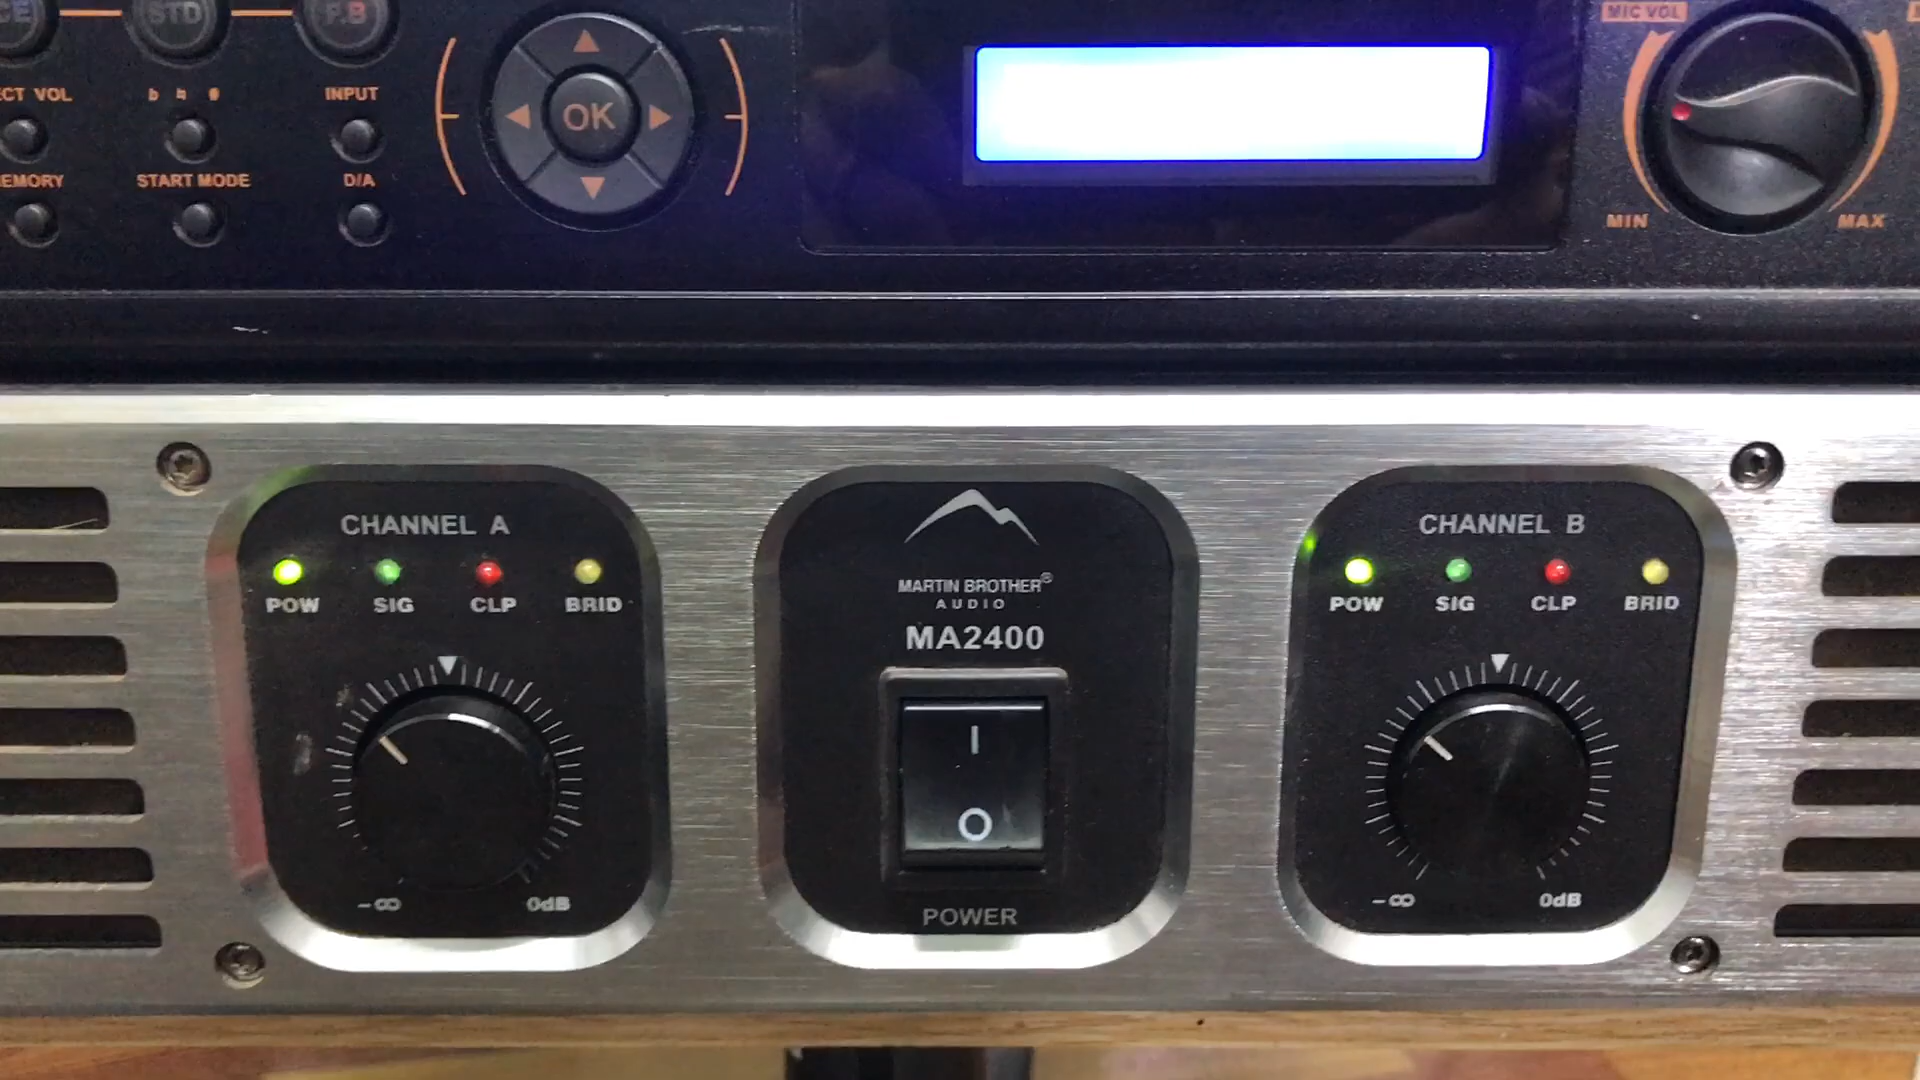 STD
F.B
MIC VOL
VOL
b ♮ #
INPUT
OK
START MODE
D/A
MIN
MAX
CHANNEL A
POW SIG CLP BRID
-∞
0dB
MARTIN BROTHER®
AUDIO
MA2400
I
O
POWER
CHANNEL B
POW SIG CLP BRID
-∞
0dB